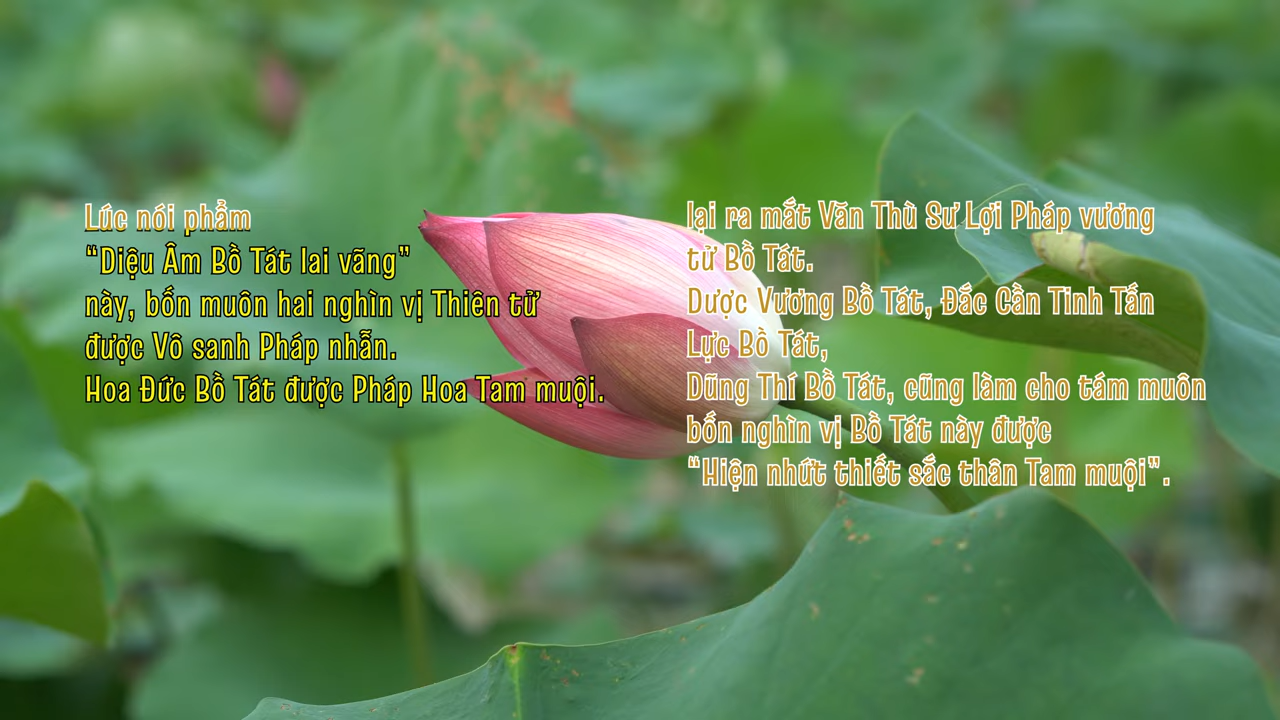 Lúc nói phẩm
“Diệu Âm Bồ Tát lai vãng”
này, bốn muôn hai nghìn vị Thiên tử
được Vô sanh Pháp nhẫn.
Hoa Đức Bồ Tát được Pháp Hoa Tam muội.
lại ra mắt Văn Thù Sư Lợi Pháp vương
tử Bồ Tát.
Dược Vương Bồ Tát, Đắc Cần Tinh Tấn
Lực Bồ Tát,
Dũng Thí Bồ Tát, cũng làm cho tám muôn
bốn nghìn vị Bồ Tát này được
“Hiện nhứt thiết sắc thân Tam muội”.